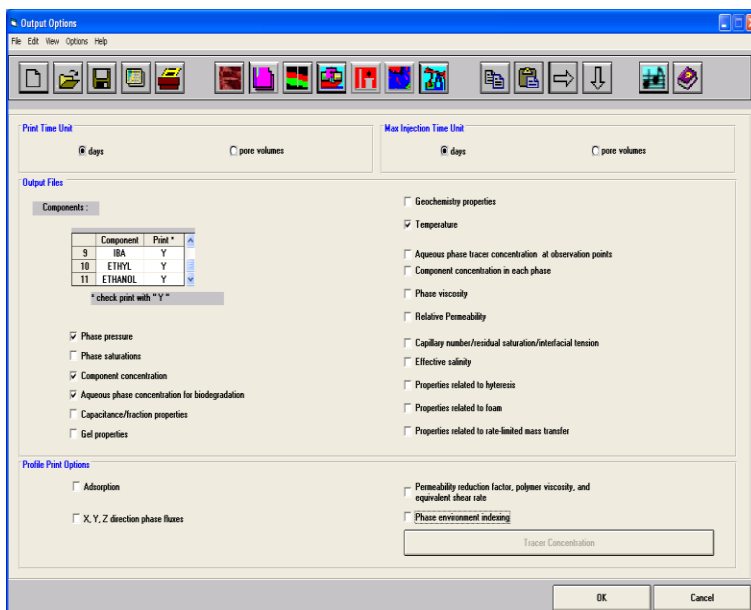 Output Options
File Edit View Options Help
Print Time Unit
days
pore volumes
Max Injection Time Unit
days
pore volumes
Output Files
Components :
Component Print *
9 IBA Y
10 ETHYL Y
11 ETHANOL Y
* check print with " Y "
Phase pressure
Phase saturations
Component concentration
Aqueous phase concentration for biodegradation
Capacitance/fraction properties
Gel properties
Geochemistry properties
Temperature
Aqueous phase tracer concentration at observation points
Component concentration in each phase
Phase viscosity
Relative Permeability
Capillary number/residual saturation/interfacial tension
Effective salinity
Properties related to hyteresis
Properties related to foam
Properties related to rate-limited mass transfer
Profile Print Options
Adsorption
X, Y, Z direction phase fluxes
Permeability reduction factor, polymer viscosity, and
equivalent shear rate
Phase environment indexing
Tracer Concentration
OK
Cancel